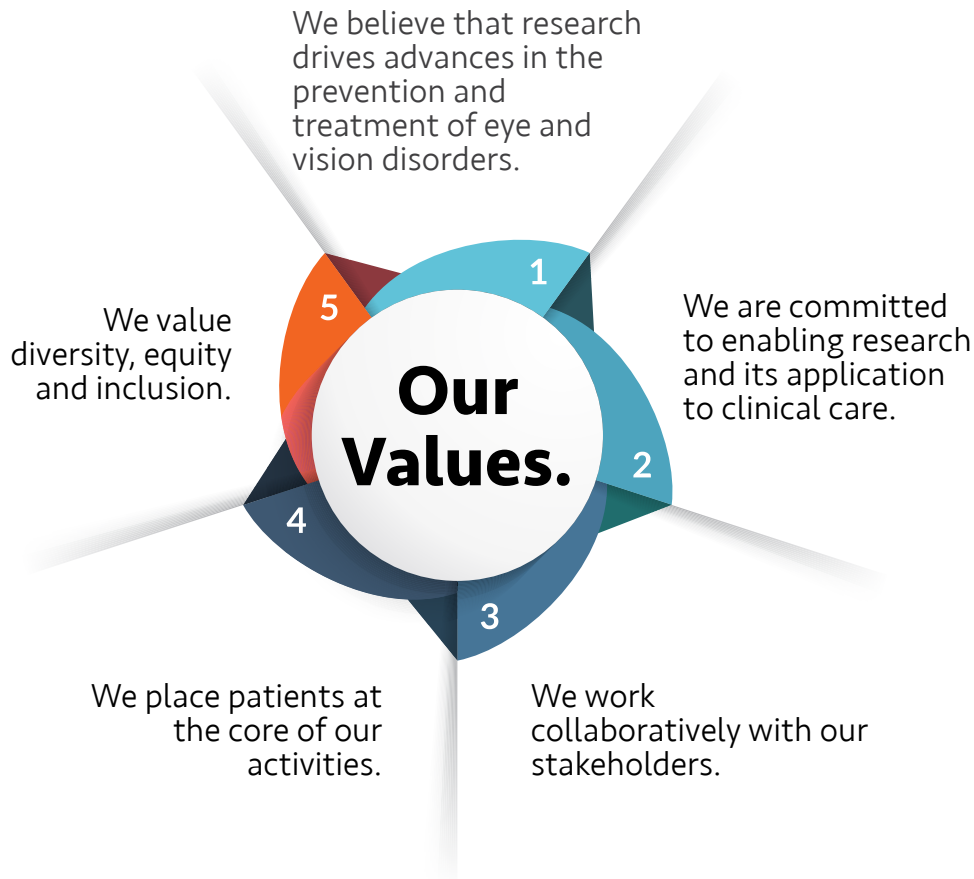 We believe that research
drives advances in the
prevention and
treatment of eye and
vision disorders.
1
We are committed
to enabling research
and its application
to clinical care.
2
We work
collaboratively with our
stakeholders.
3
We place patients at
the core of our
activities.
4
We value
diversity, equity
and inclusion.
5
Our
Values.